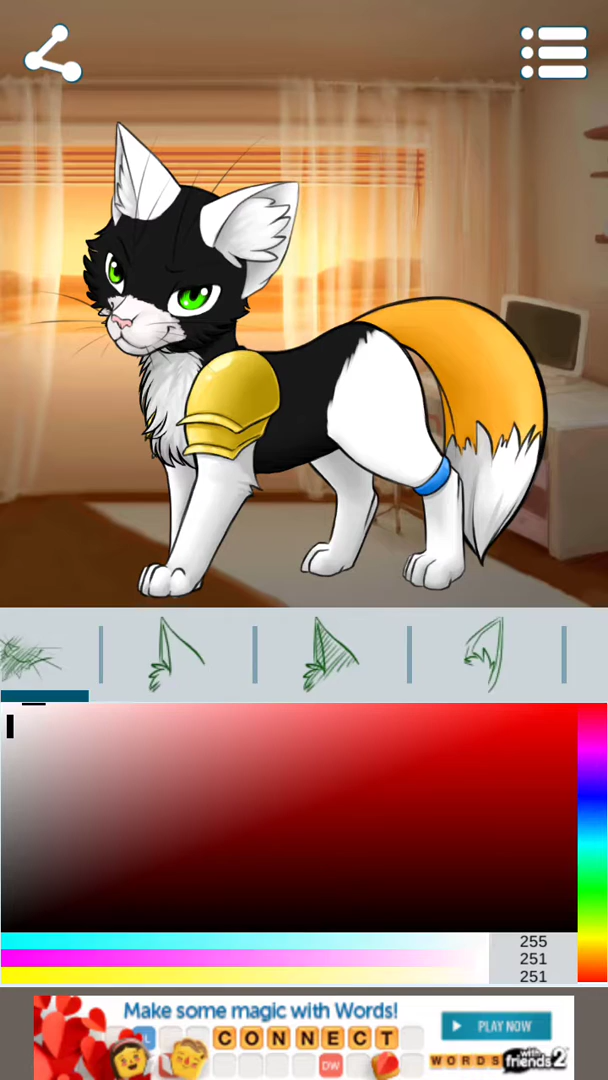 255
251
251
Make some magic with Words!
L
CONNECT
PLAY NOW
DW
WORDS
with
friends 2